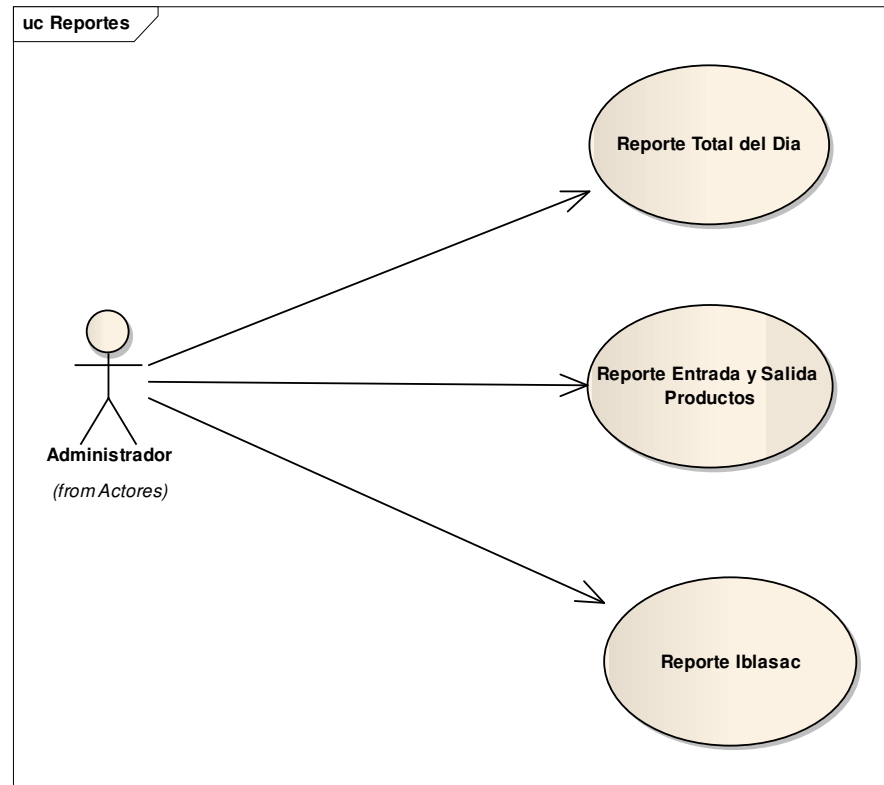 uc Reportes
Reporte Total del Dia
Reporte Entrada y Salida
Productos
Administrador
(from Actores)
Reporte Iblasac